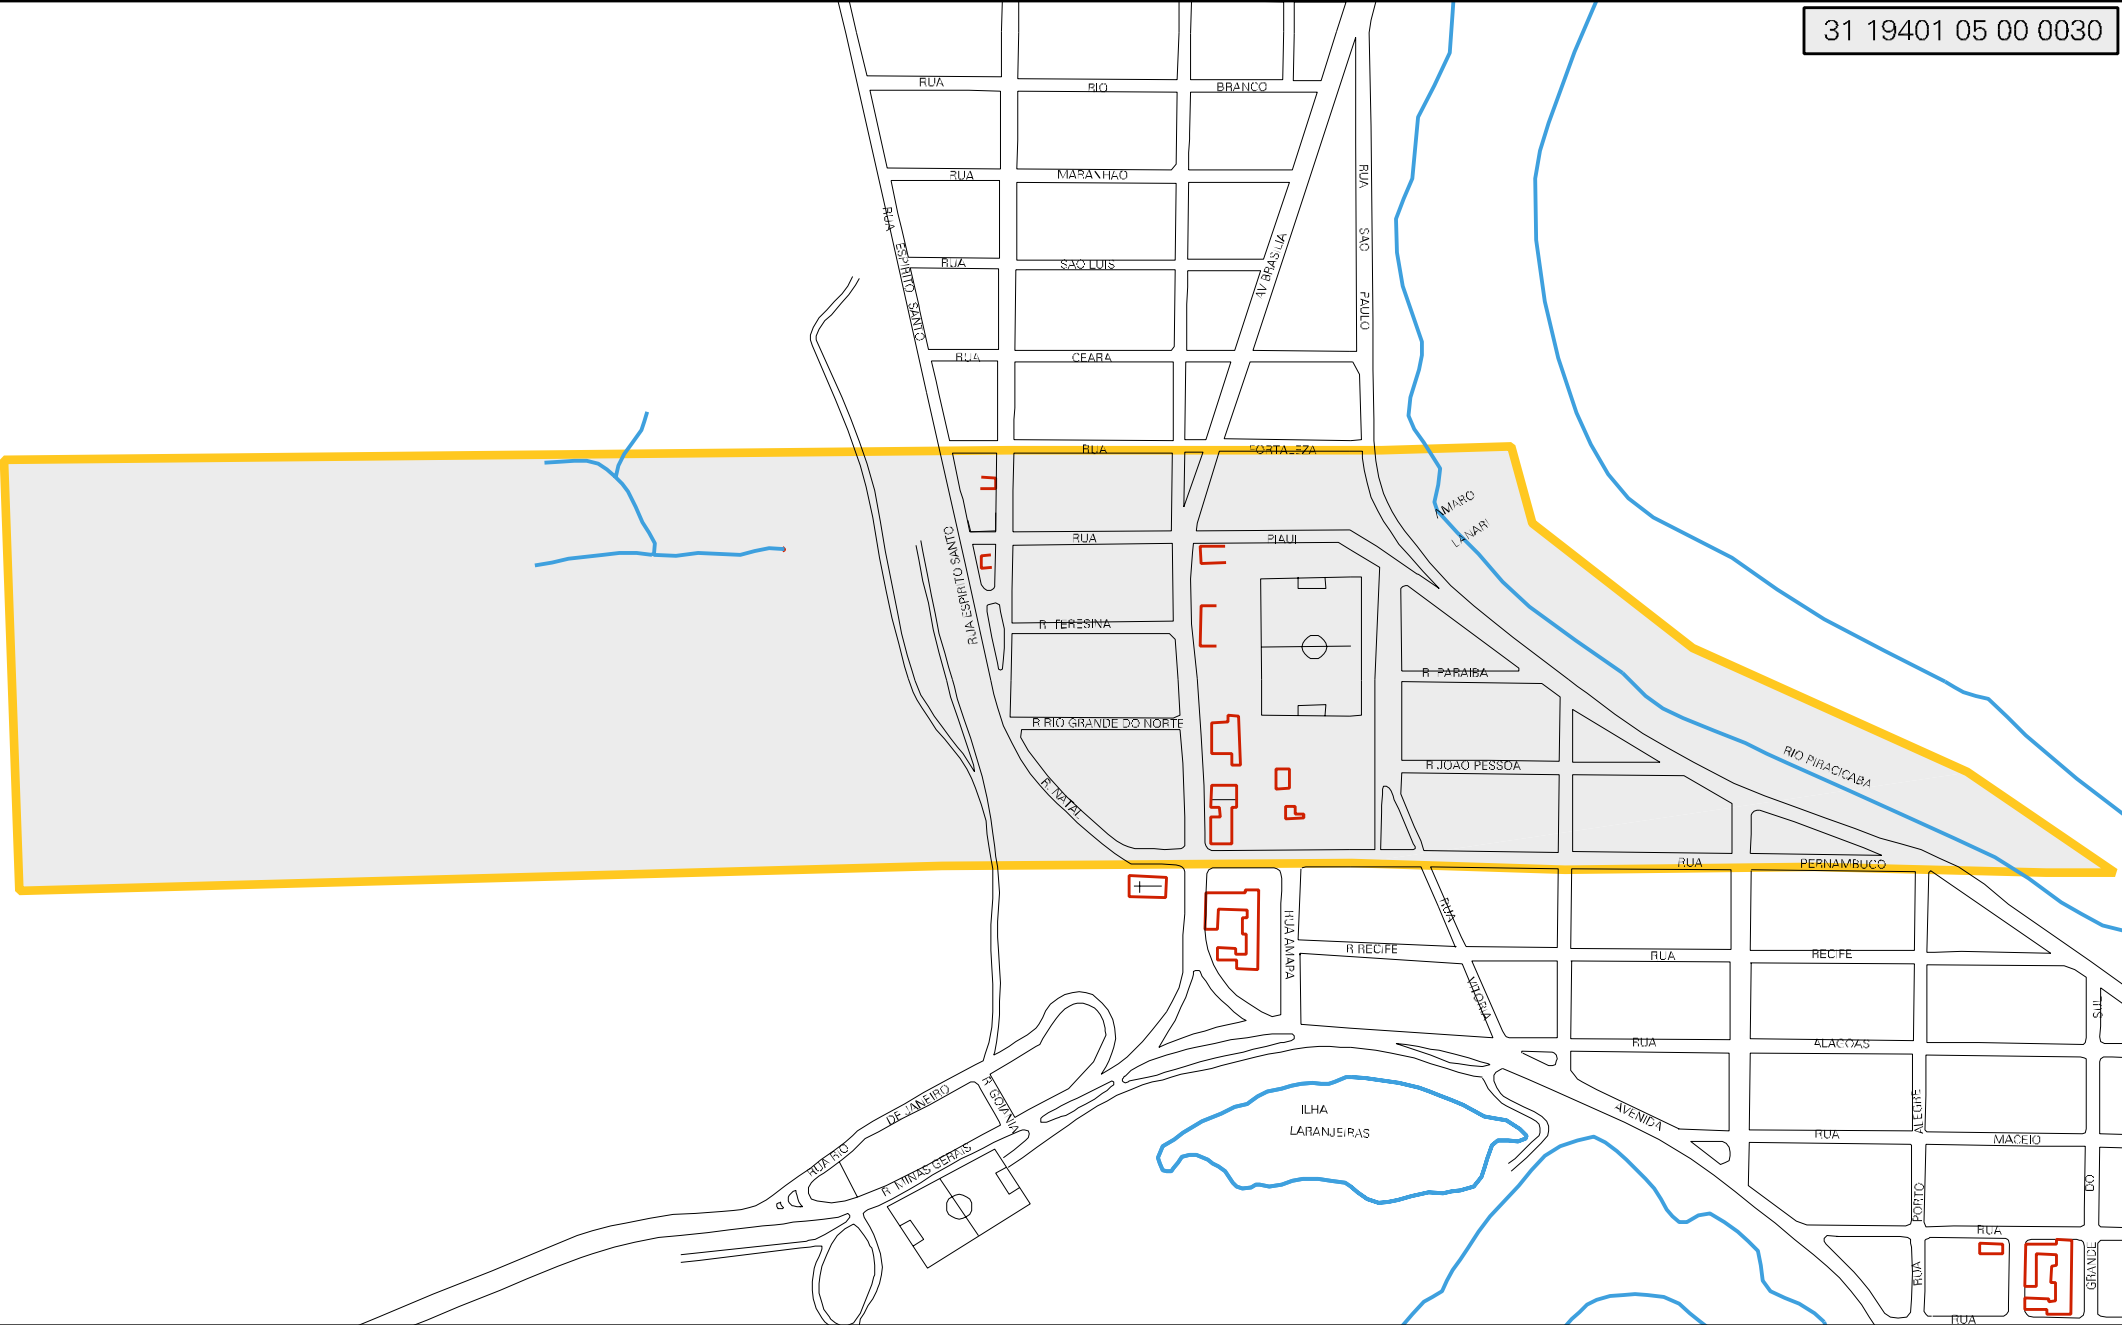 31 19401 05 00 0030
RUA RIO BRANCO
RUA MARANHAO
RUA SAO PAULO
RUA ESPIRITO SANTO
AV BRASILIA
RUA SAO LUIS
RUA CEARA
RUA FORTALEZA
AMARO
LANARI
RUA PIAUI
RUA ESPIRITO SANTO
R TERESINA
R PARAIBA
R RIO GRANDE DO NORTE
R JOAO PESSOA
RIO PIRACICABA
R. NATAL
RUA PERNAMBUCO
RUA AMAPA
RUA VITORIA
R RECIFE
RUA RECIFE
RUA ALAGOAS
R GOIANIA
RUA RIO DE JANEIRO
R MINAS GERAIS
ILHA
LARANJEIRAS
AVENIDA
RUA MACEIO
RUA PORTO ALEGRE
GRANDE DO SUL
RUA
RUA